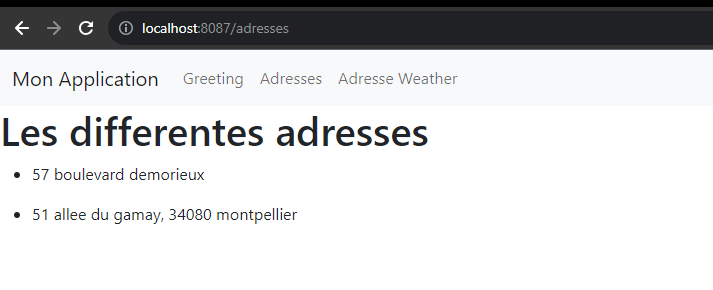 localhost:8087/adresses
Mon Application Greeting Adresses Adresse Weather
Les differentes adresses
57 boulevard demorieux
51 allee du gamay, 34080 montpellier